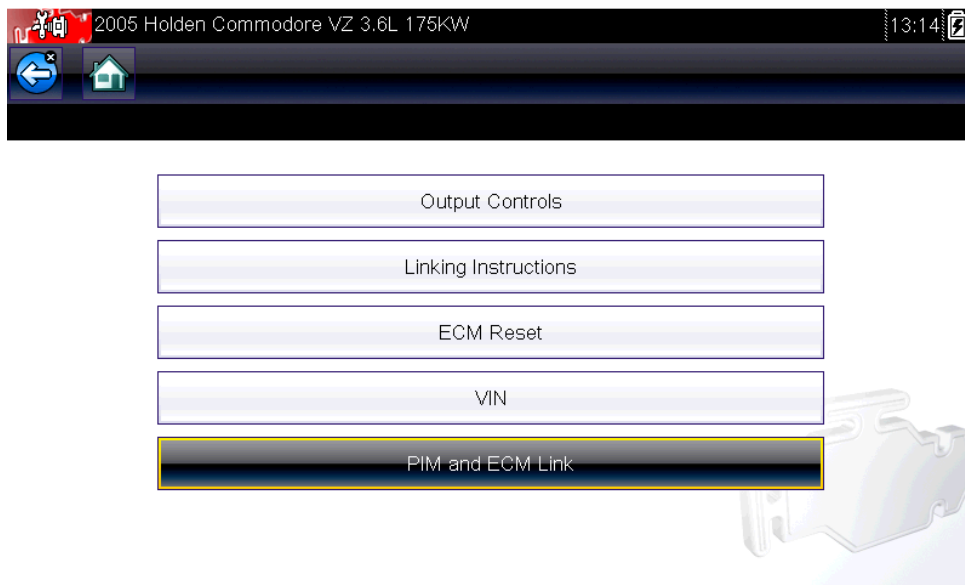 2005 Holden Commodore VZ 3.6L 175KW
13:14
Output Controls
Linking Instructions
ECM Reset
VIN
PIM and ECM Link